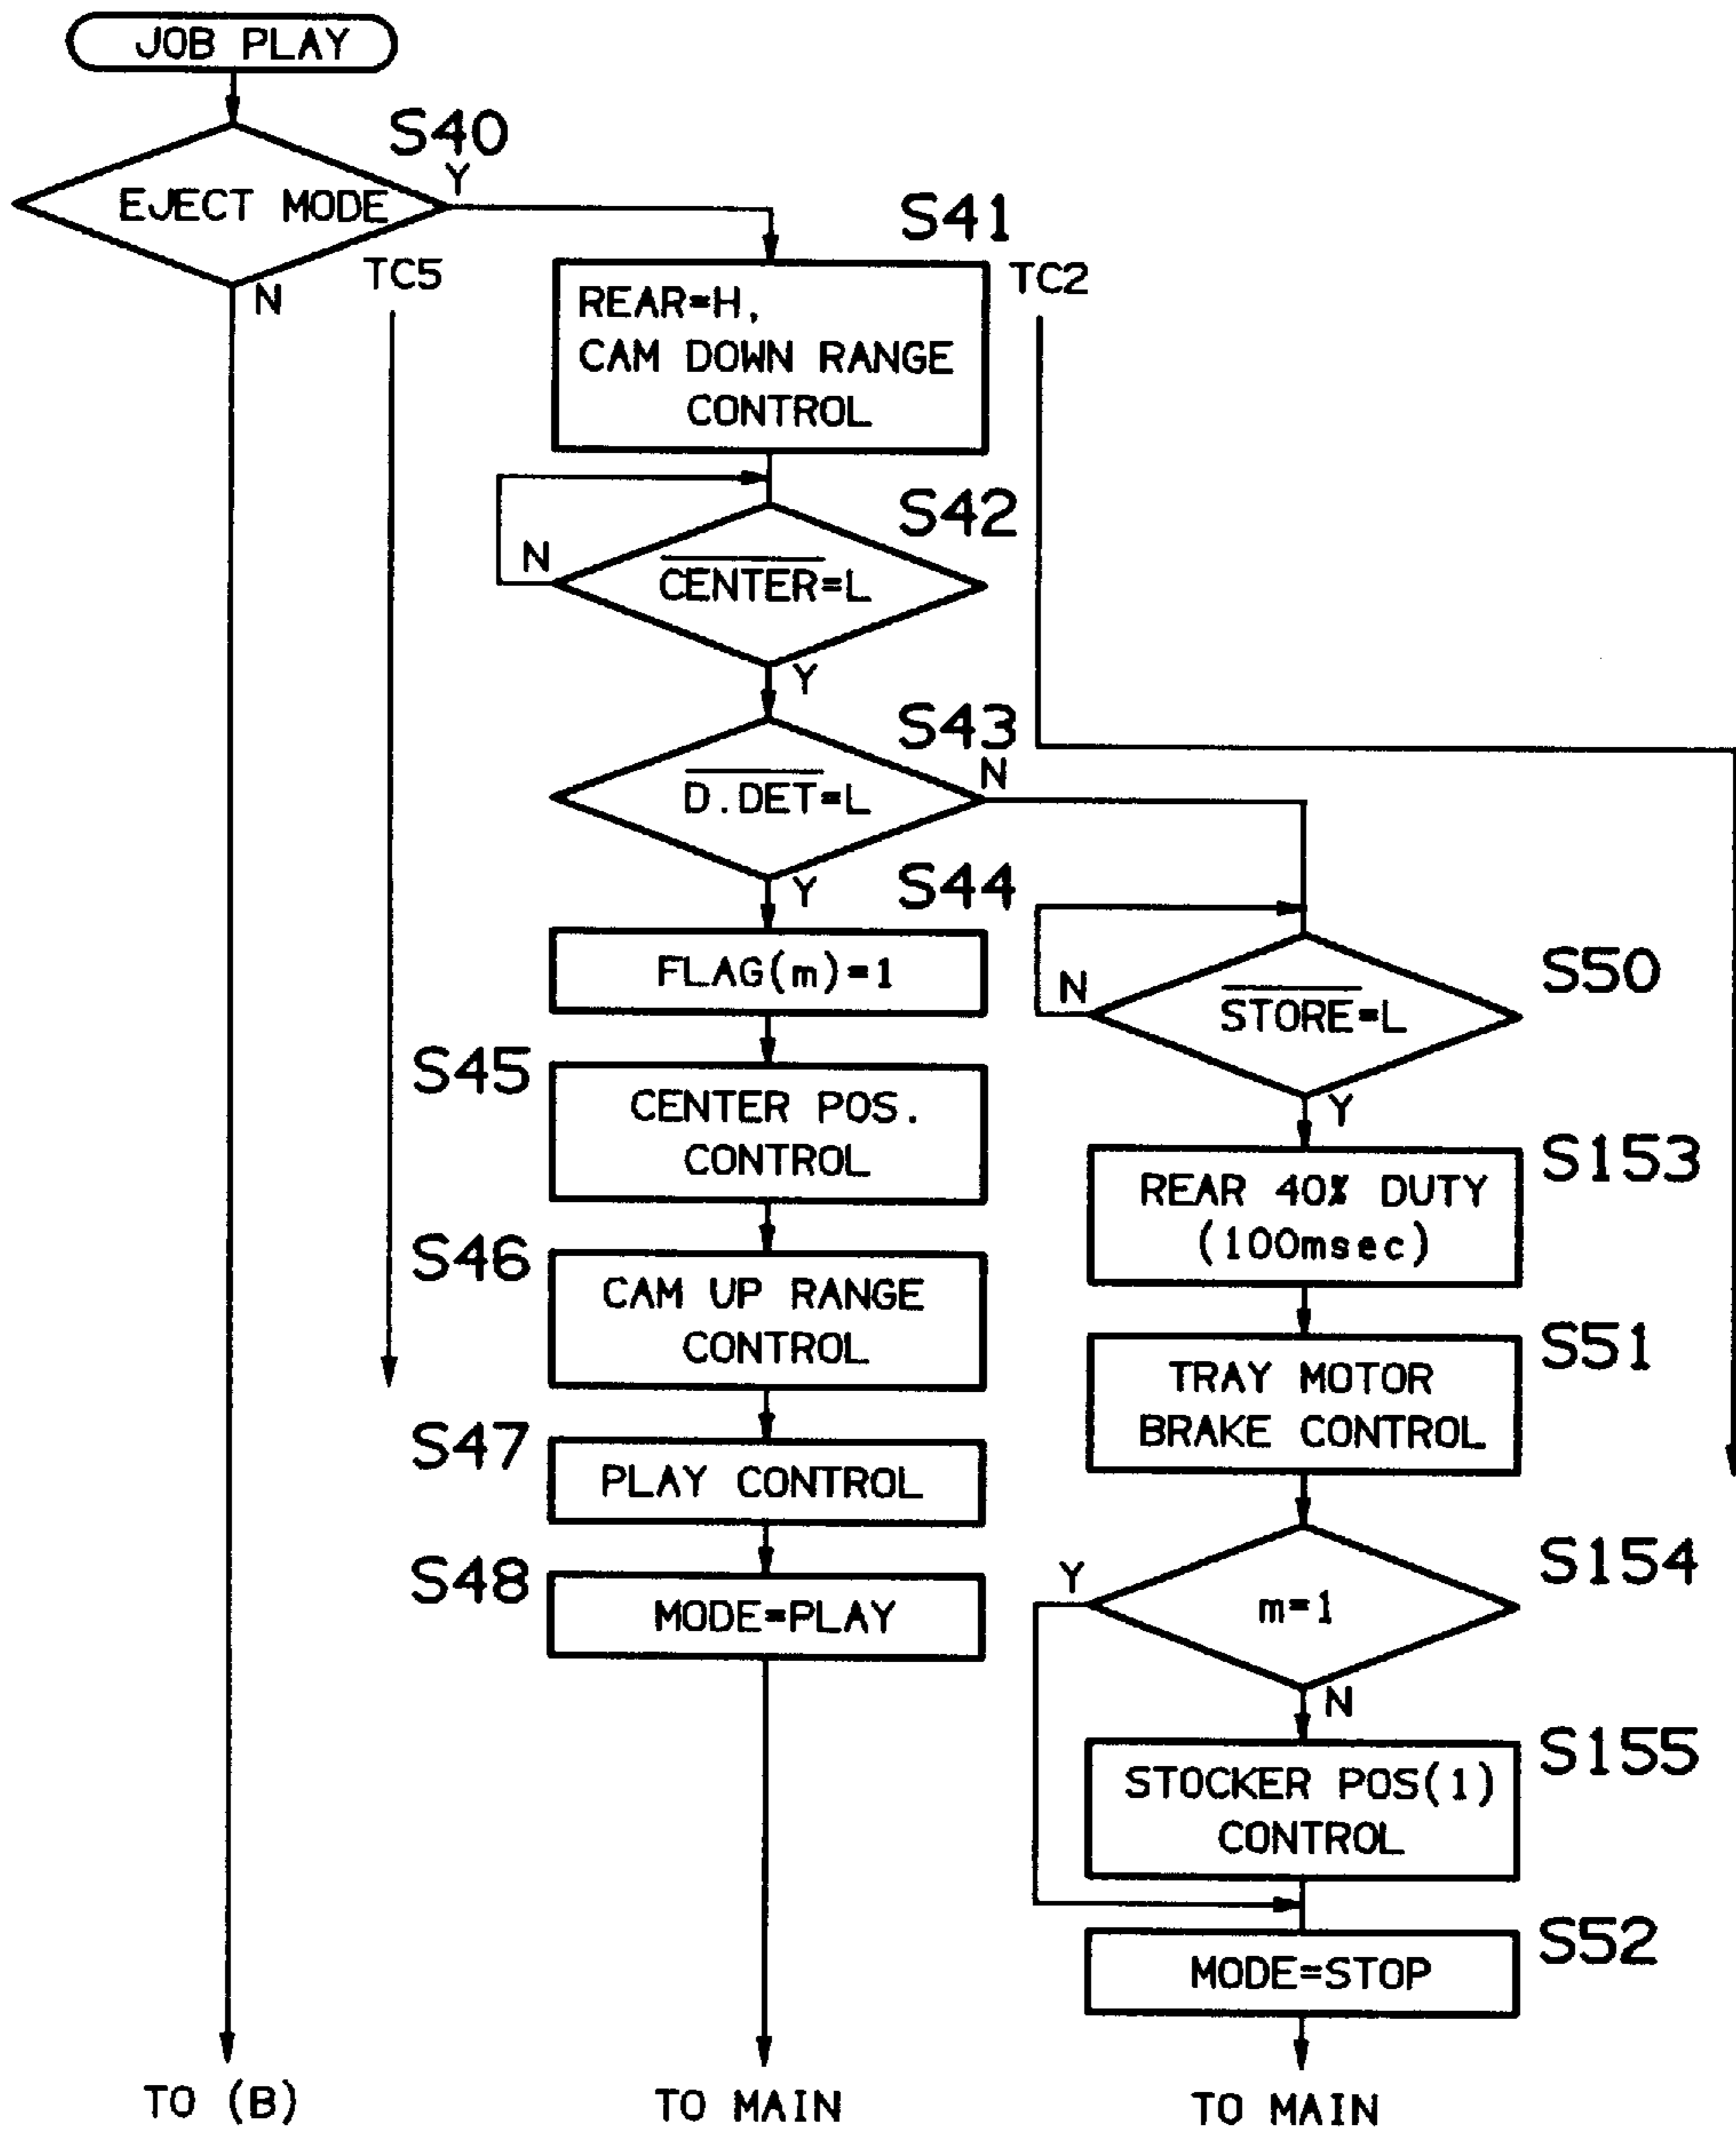 JOB PLAY
S40
EJECT MODE
Y
N
TC5
S41
REAR=H,
CAM DOWN RANGE
CONTROL
TC2
S42
CENTER=L
N
Y
S43
D.DET=L
N
Y
S44
FLAG(m)=1
S45
CENTER POS.
CONTROL
S46
CAM UP RANGE
CONTROL
S47
PLAY CONTROL
S48
MODE=PLAY
S50
STORE=L
N
Y
S153
REAR 40% DUTY
(100msec)
S51
TRAY MOTOR
BRAKE CONTROL
S154
m=1
Y
N
S155
STOCKER POS(1)
CONTROL
S52
MODE=STOP
TO (B)
TO MAIN
TO MAIN